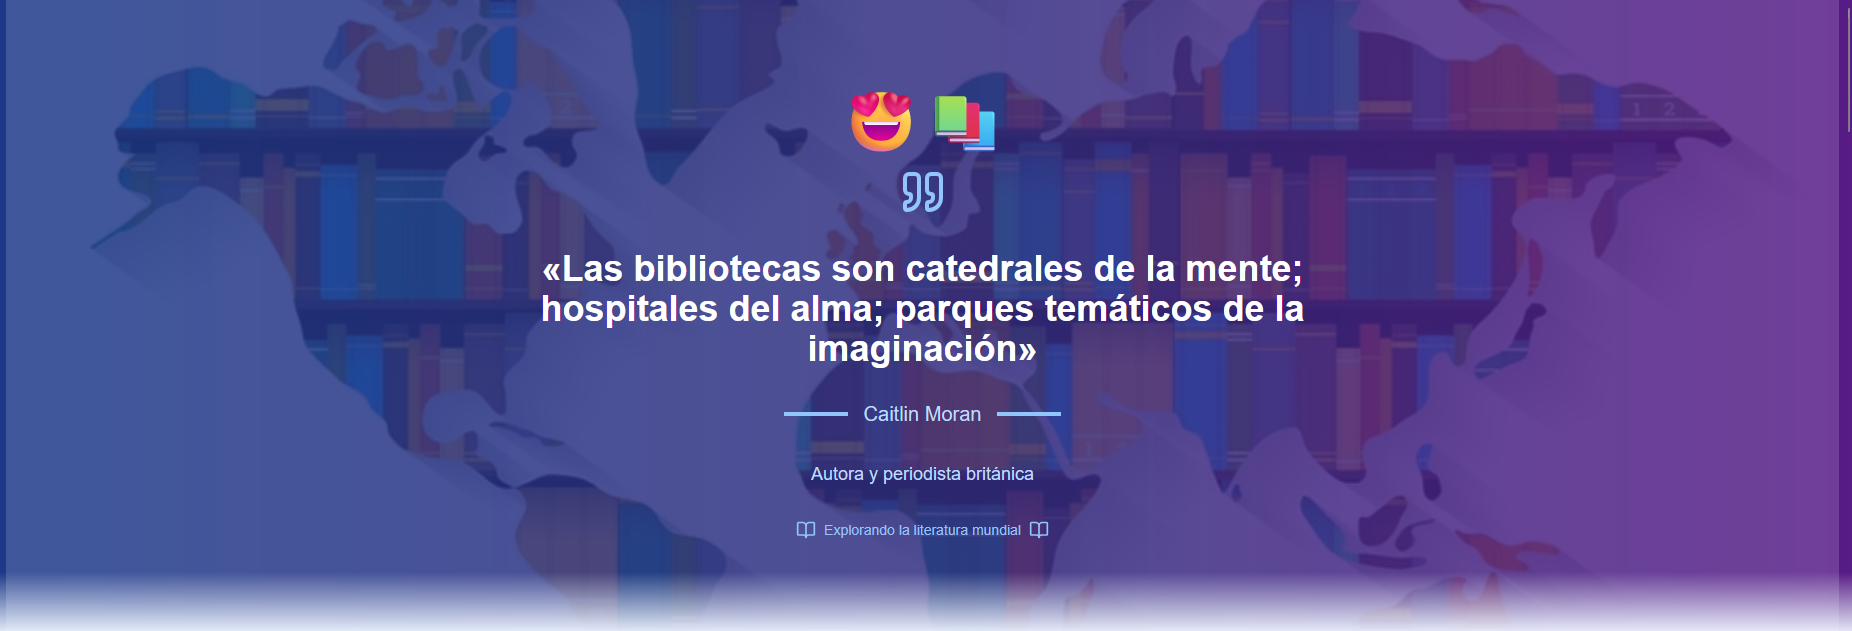 «Las bibliotecas son catedrales de la mente;
hospitales del alma; parques temáticos de la
imaginación»
Caitlin Moran
Autora y periodista británica
Explorando la literatura mundial